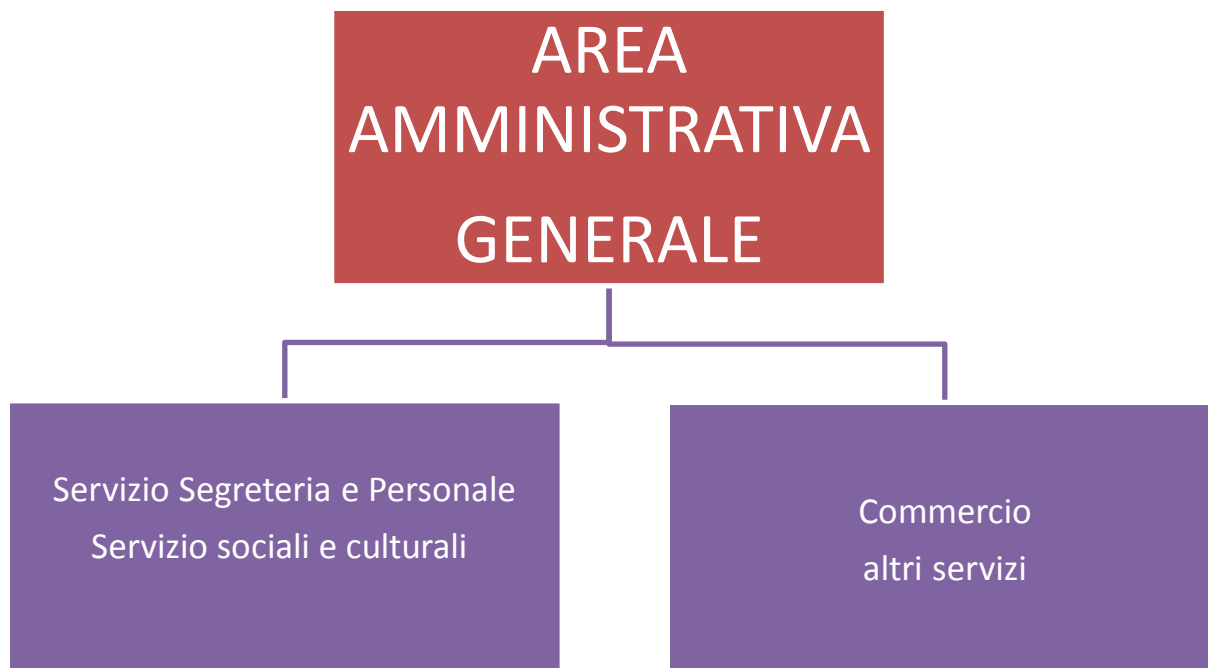 AREA
AMMINISTRATIVA
GENERALE
Servizio Segreteria e Personale
Servizio sociali e culturali
Commercio
altri servizi